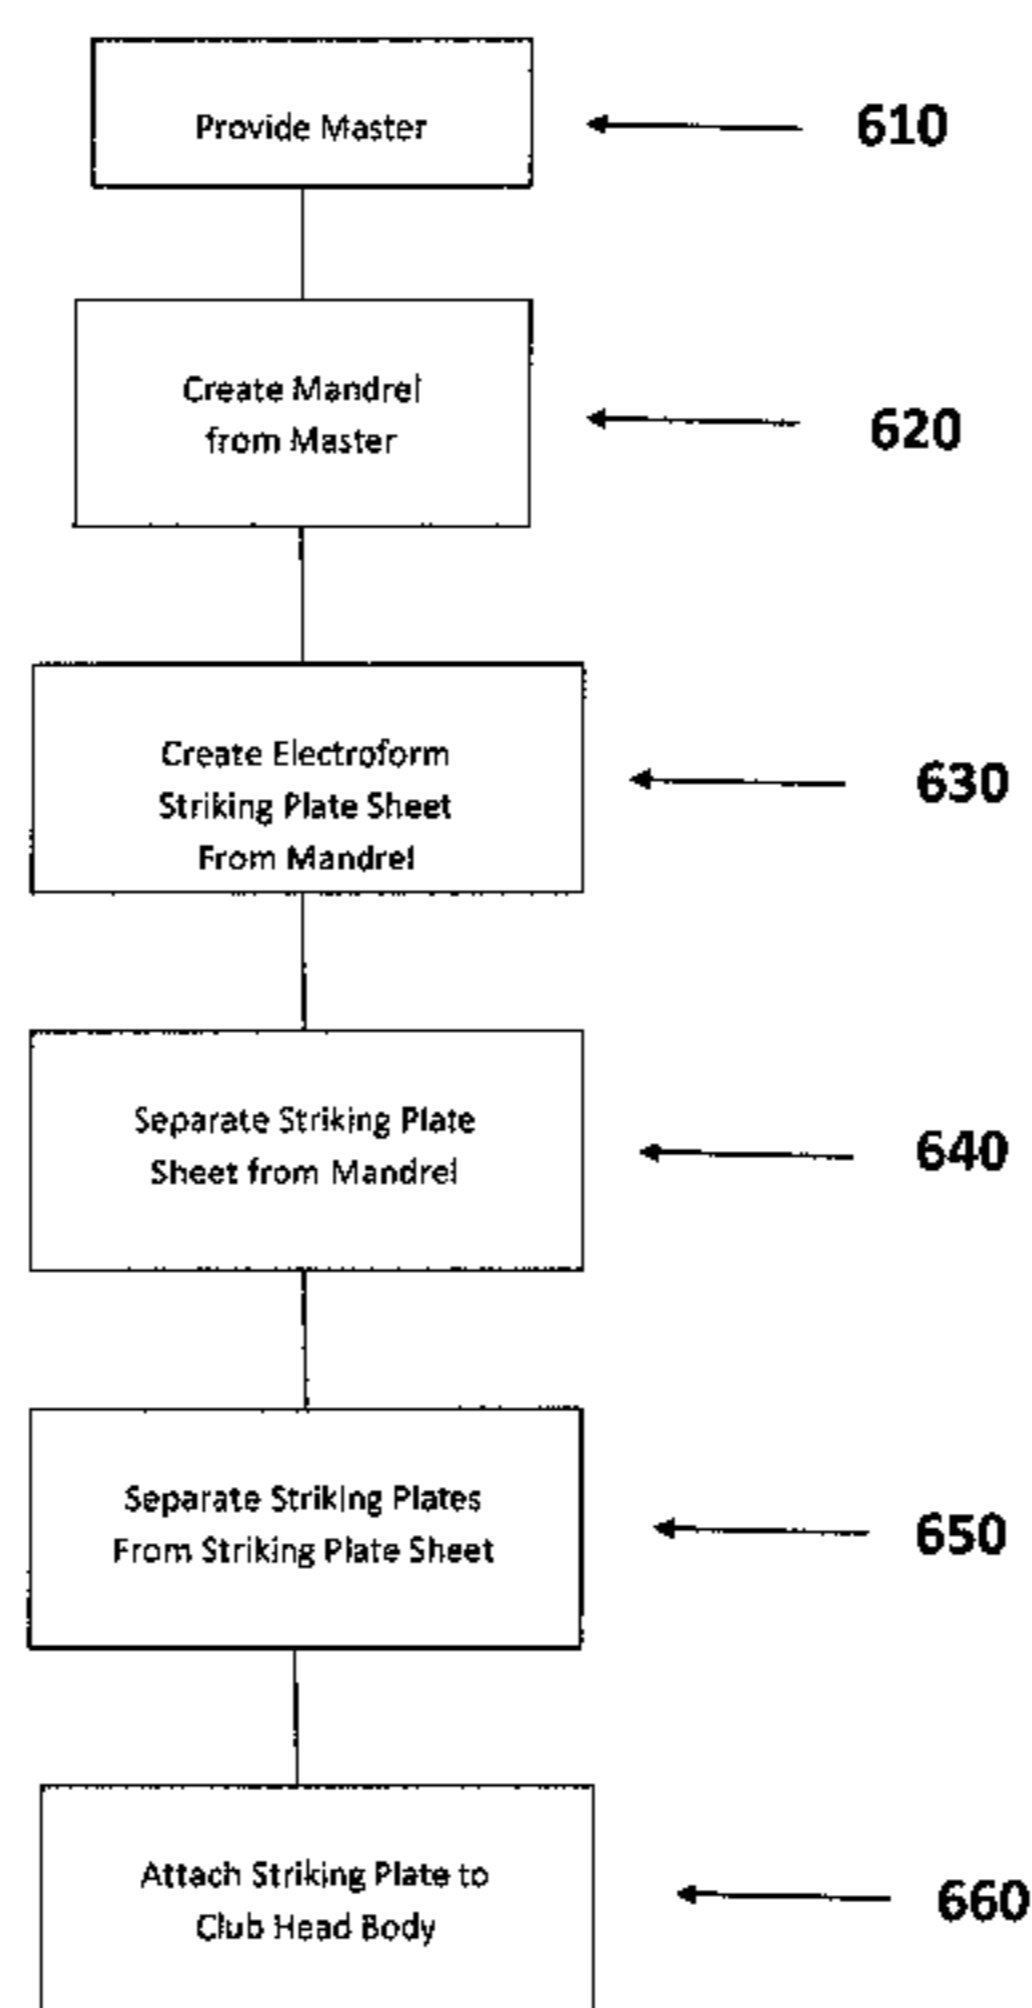 Provide Master
610
Create Mandrel
from Master
620
Create Electroform
Striking Plate Sheet
From Mandrel
630
Separate Striking Plate
Sheet from Mandrel
640
Separate Striking Plates
From Striking Plate Sheet
650
Attach Striking Plate to
Club Head Body
660